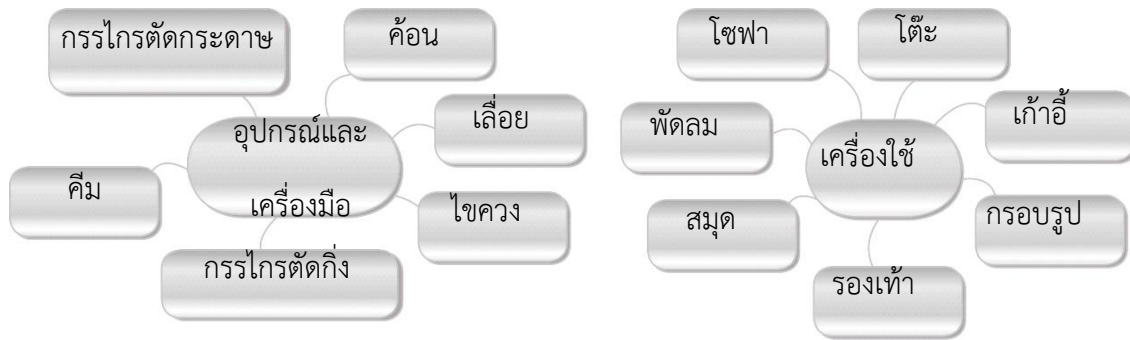 กรรไกรตัดกระดาษ
ค้อน
เลื่อย
อุปกรณ์และ
เครื่องมือ
คีม
ไขควง
กรรไกรตัดกิ่ง
โซฟา
โต๊ะ
เก้าอี้
พัดลม
เครื่องใช้
สมุด
กรอบรูป
รองเท้า